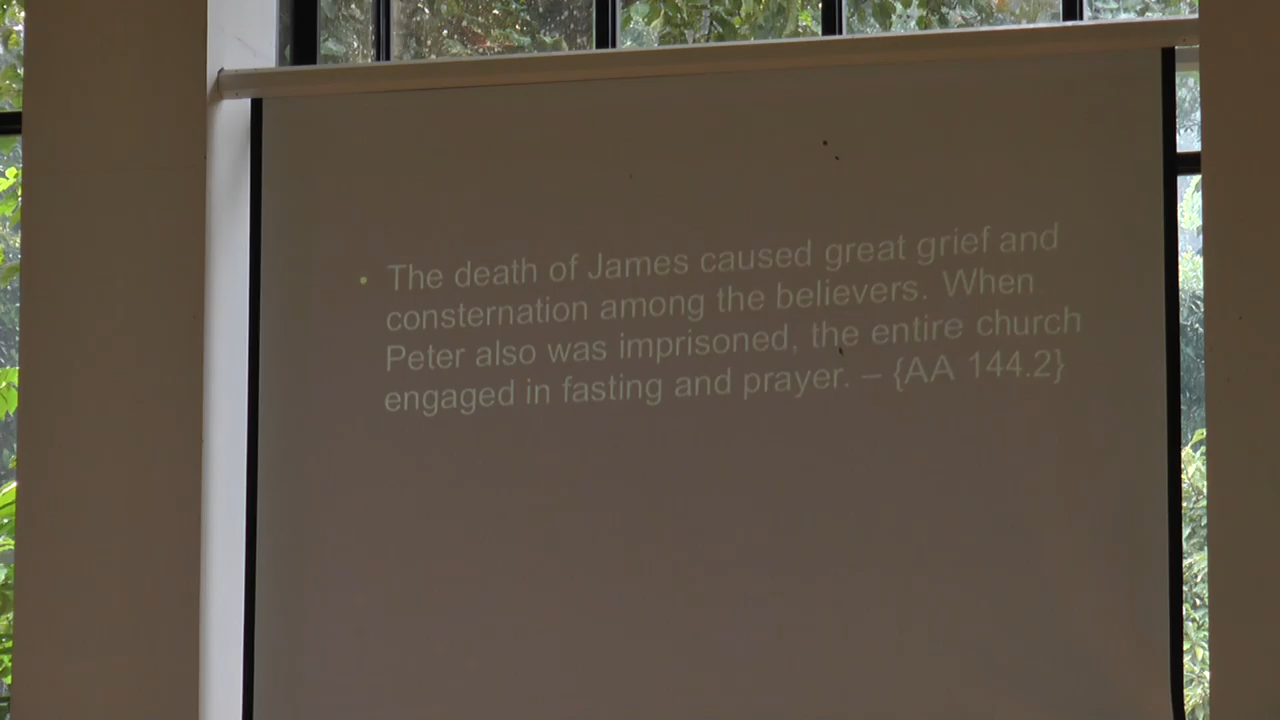 • The death of James caused great grief and
consternation among the believers. When
Peter also was imprisoned, the entire church
engaged in fasting and prayer. – {AA 144.2}